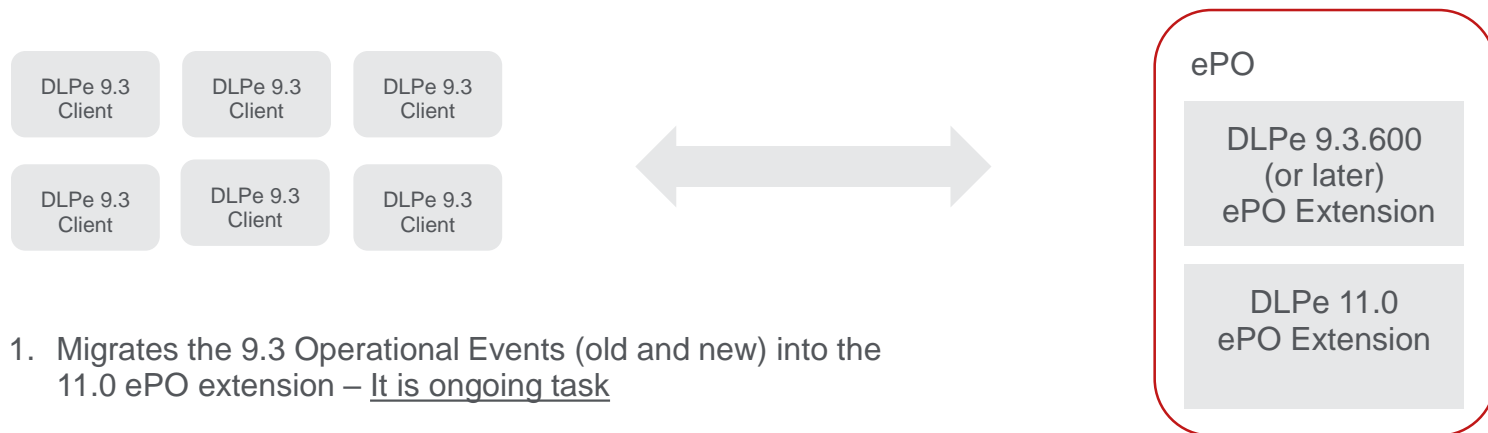 DLPe 9.3
Client
DLPe 9.3
Client
DLPe 9.3
Client
DLPe 9.3
Client
DLPe 9.3
Client
DLPe 9.3
Client
1. Migrates the 9.3 Operational Events (old and new) into the
11.0 ePO extension – It is ongoing task
ePO
DLPe 9.3.600
(or later)
ePO Extension
DLPe 11.0
ePO Extension